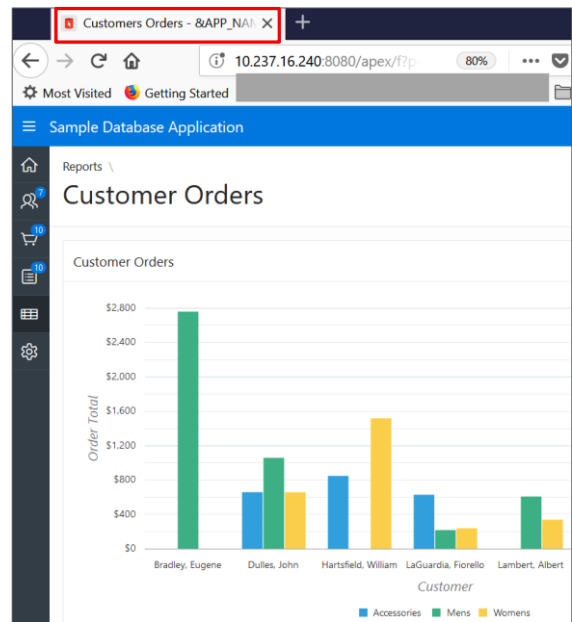 Customers Orders - &APP_NAM
10.237.16.240:8080/apex/f?p
80%
Most Visited
Getting Started
Sample Database Application
Reports \
Customer Orders
7
10
10
Customer Orders
$2,800
$2,400
$2,000
$1,600
$1,200
$800
$400
$0
Order Total
Bradley, Eugene Dulles, John Hartsfield, William LaGuardia, Fiorello Lambert, Albert
Customer
Accessories Mens Womens